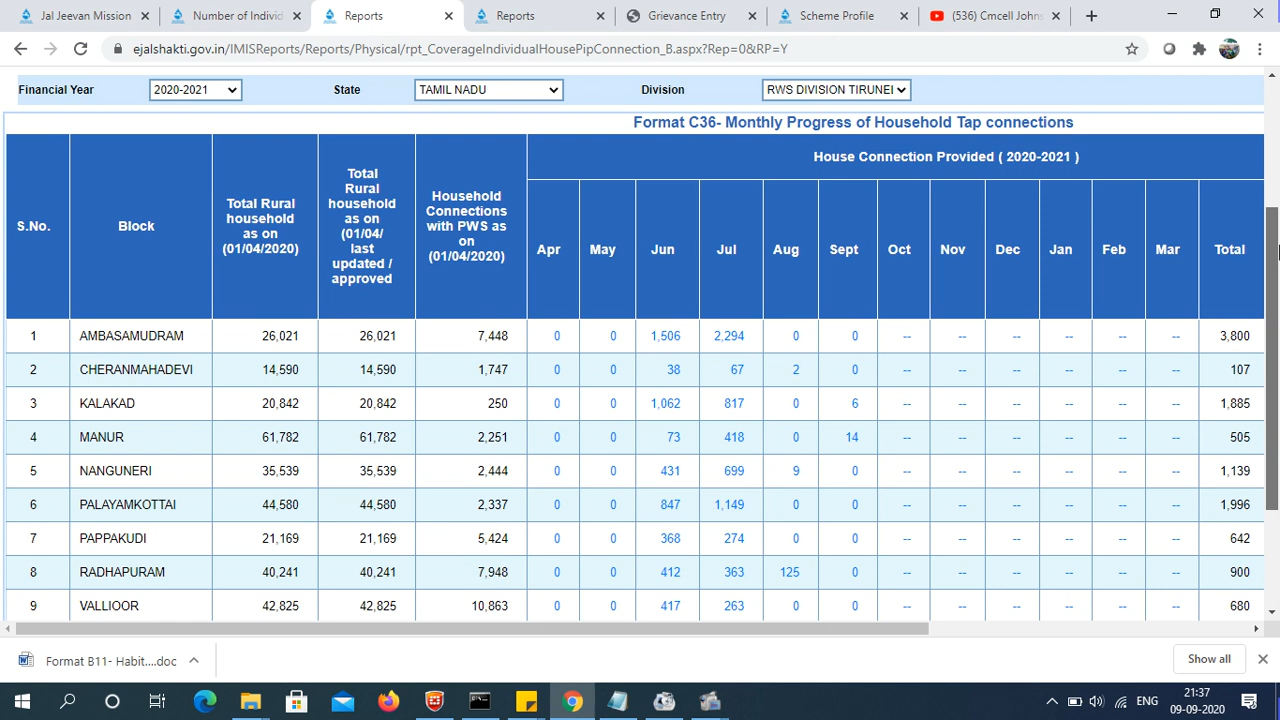 Jal Jeevan Mission
Number of Individ
Reports
Reports
Grievance Entry
Scheme Profile
(536) Cmcell Johns
ejalshakti.gov.in/IMISReports/Reports/Physical/rpt_CoverageIndividualHousePipConnection_B.aspx?Rep=0&RP=Y
Financial Year 2020-2021 State TAMIL NADU Division RWS DIVISION TIRUNEI
Format C36- Monthly Progress of Household Tap connections
S.No.
Block
Total Rural
household
as on
(01/04/2020)
Total
Rural
household
as on
(01/04/
last
updated /
approved
Household
Connections
with PWS as
on
(01/04/2020)
House Connection Provided ( 2020-2021 )
Apr May Jun Jul Aug Sept Oct Nov Dec Jan Feb Mar Total
1 AMBASAMUDRAM 26,021 26,021 7,448 0 0 1,506 2,294 0 0 -- -- -- -- -- -- 3,800
2 CHERANMAHADEVI 14,590 14,590 1,747 0 0 38 67 2 0 -- -- -- -- -- -- 107
3 KALAKAD 20,842 20,842 250 0 0 1,062 817 0 6 -- -- -- -- -- -- 1,885
4 MANUR 61,782 61,782 2,251 0 0 73 418 0 14 -- -- -- -- -- -- 505
5 NANGUNERI 35,539 35,539 2,444 0 0 431 699 9 0 -- -- -- -- -- -- 1,139
6 PALAYAMKOTTAI 44,580 44,580 2,337 0 0 847 1,149 0 0 -- -- -- -- -- -- 1,996
7 PAPPAKUDI 21,169 21,169 5,424 0 0 368 274 0 0 -- -- -- -- -- -- 642
8 RADHAPURAM 40,241 40,241 7,948 0 0 412 363 125 0 -- -- -- -- -- -- 900
9 VALLIOOR 42,825 42,825 10,863 0 0 417 263 0 0 -- -- -- -- -- -- 680
Format B11- Habit....doc
Show all
ENG
21:37
09-09-2020